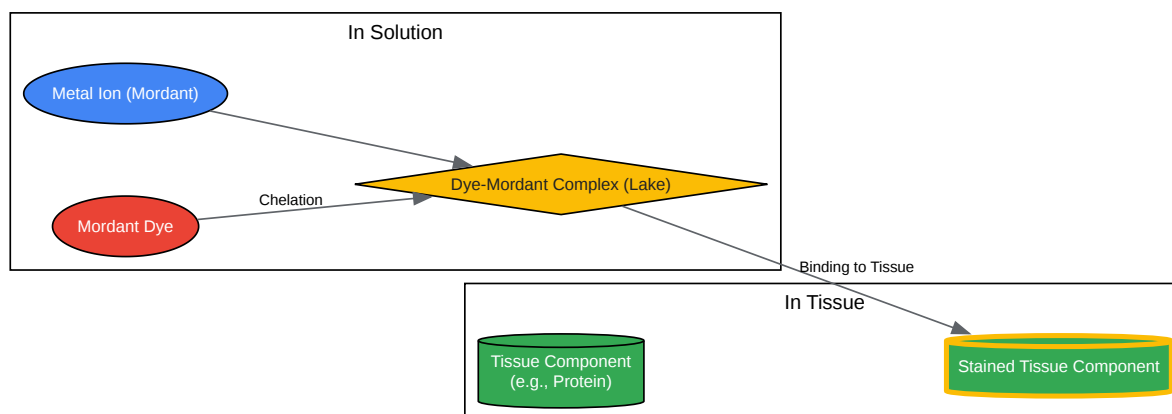 In Solution
Metal Ion (Mordant)
Dye-Mordant Complex (Lake)
Chelation
Mordant Dye
Binding to Tissue
In Tissue
Tissue Component
(e.g., Protein)
Stained Tissue Component